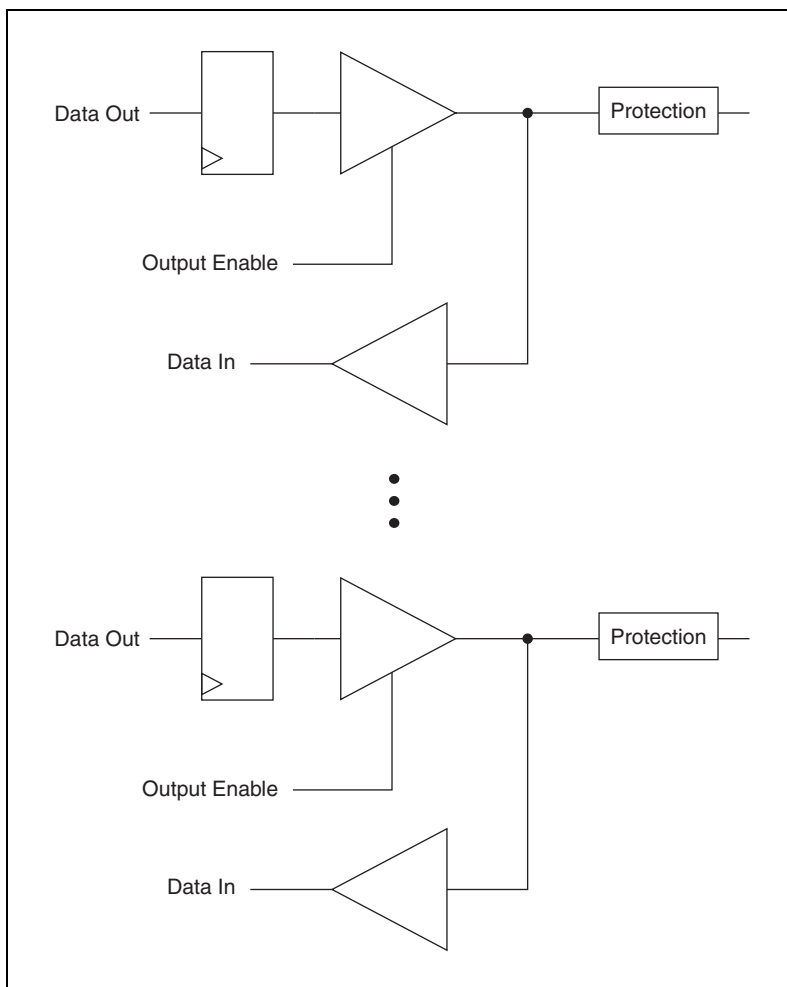 Data Out
Protection
Output Enable
Data In
Data Out
Protection
Output Enable
Data In